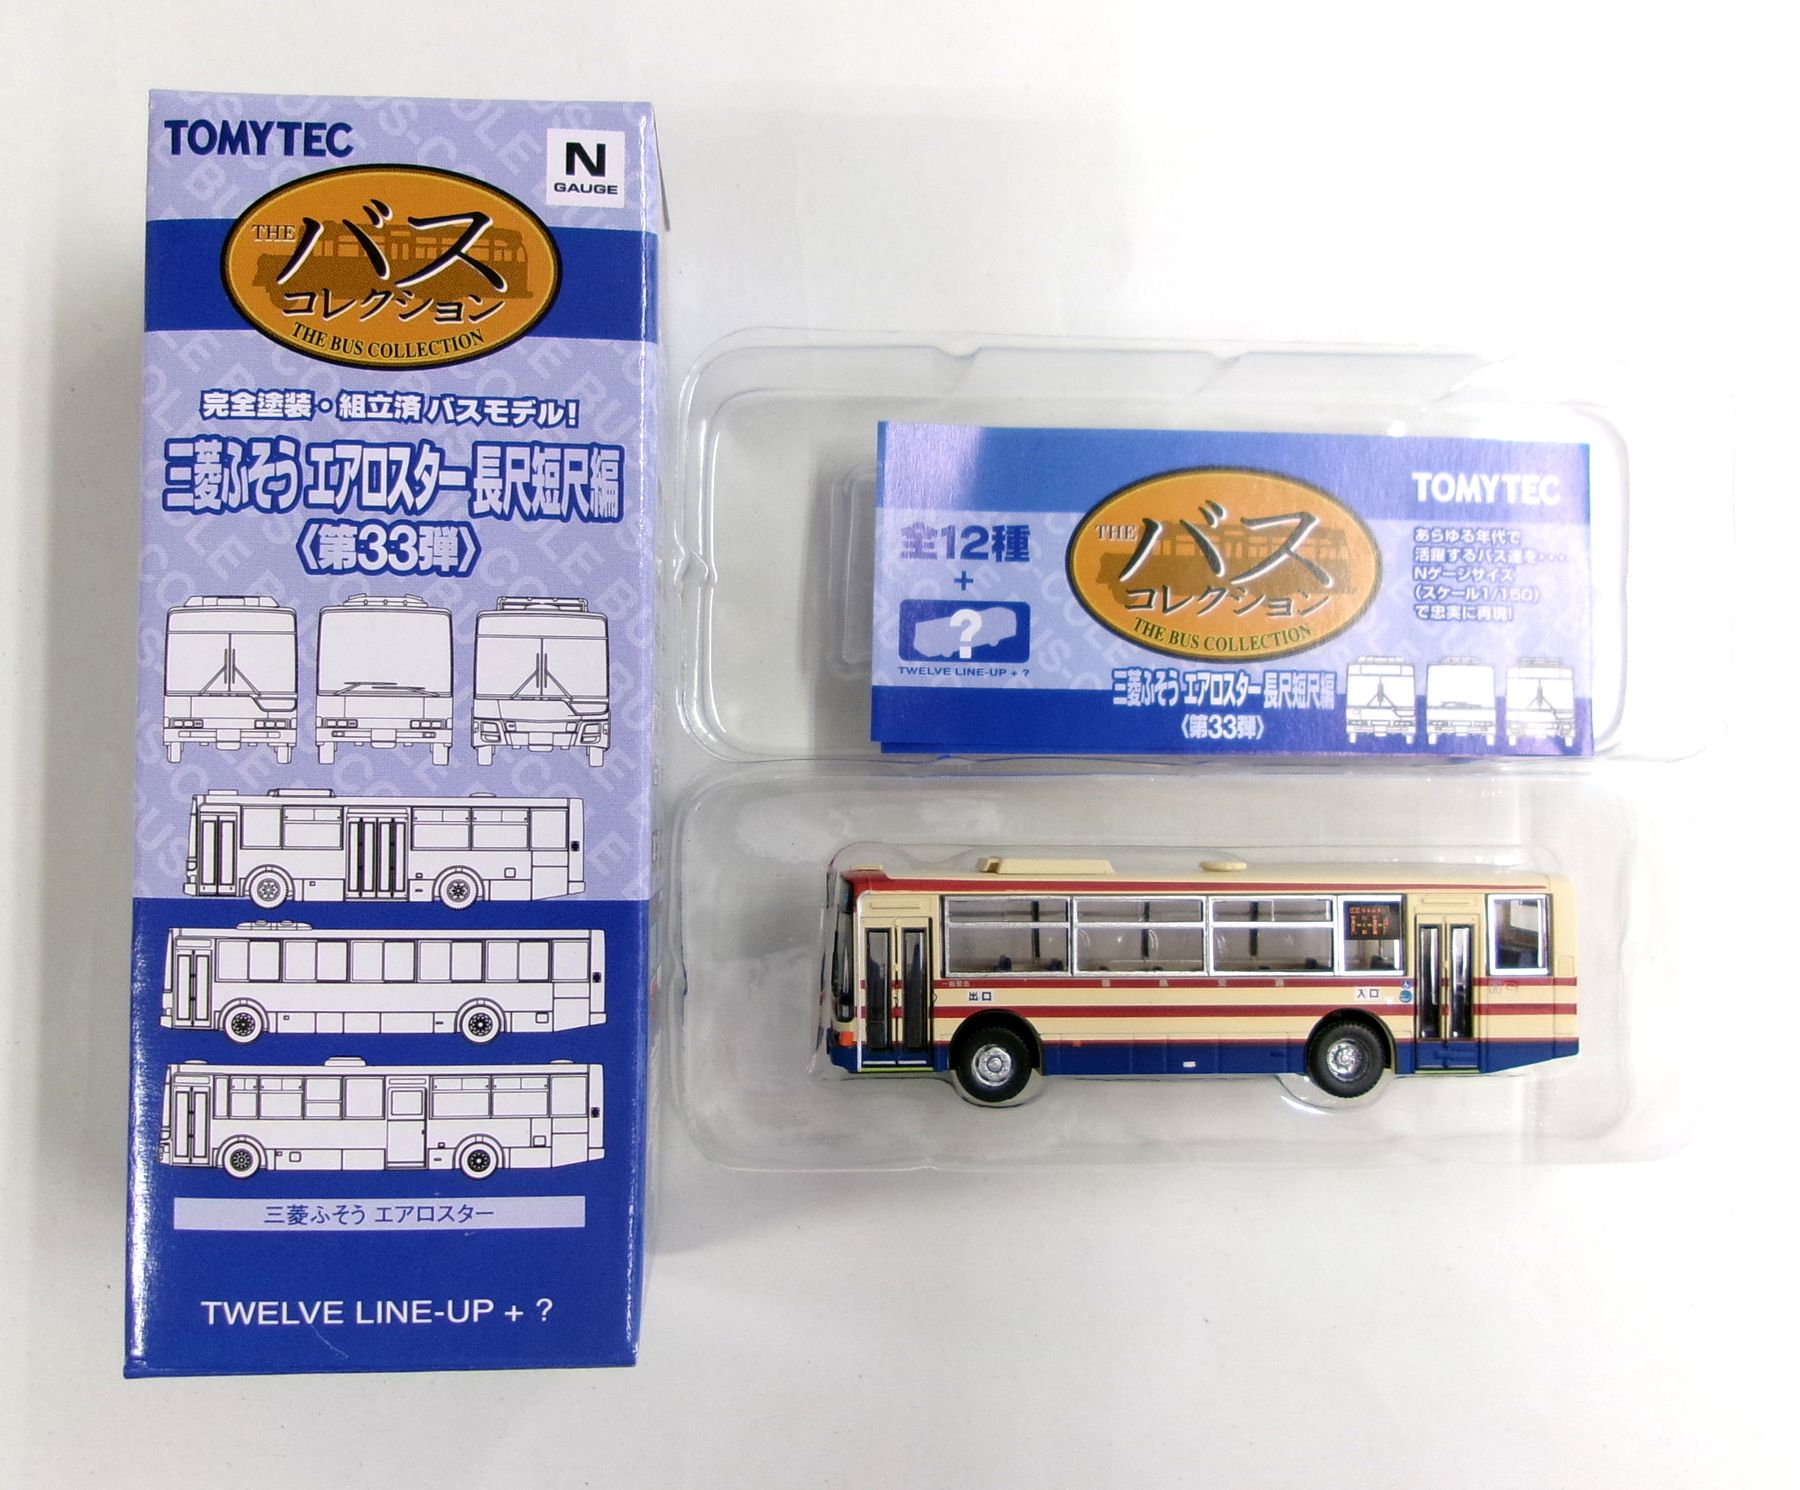 TOMYTEC
N
GAUGE
THE
バス
コレクション
THE BUS COLLECTION
完全塗装・組立済 バスモデル!
三菱ふそう エアロスター 長尺短尺編
〈第33弾〉
三菱ふそう エアロスター
TWELVE LINE-UP + ?
TOMYTEC
全12種
+
?
TWELVE LINE-UP + ?
THE
バス
コレクション
THE BUS COLLECTION
あらゆる年代で
活躍するバス達を・・・
Nゲージサイズ
(スケール1/150)
で忠実に再現!
三菱ふそう エアロスター 長尺短尺編
〈第33弾〉
出口
入口